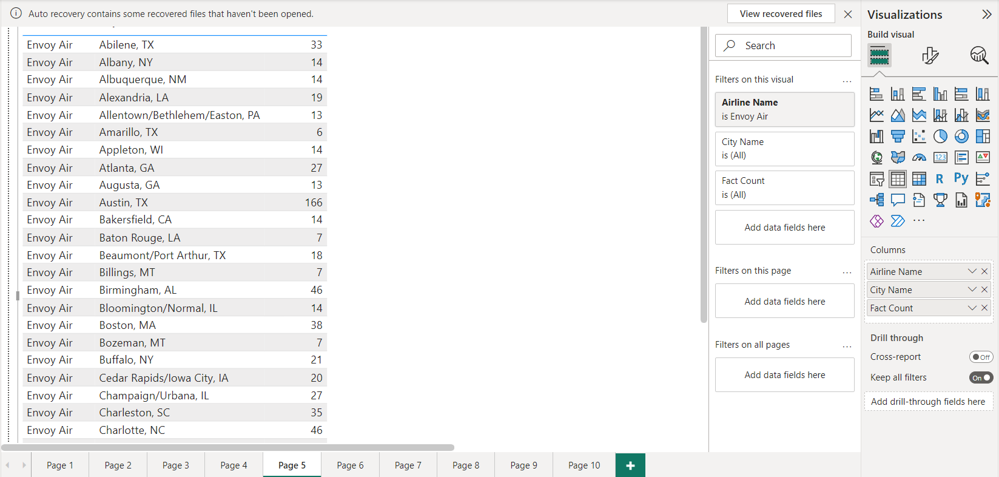 Auto recovery contains some recovered files that haven't been opened.
View recovered files
Envoy Air Abilene, TX 33
Envoy Air Albany, NY 14
Envoy Air Albuquerque, NM 14
Envoy Air Alexandria, LA 19
Envoy Air Allentown/Bethlehem/Easton, PA 13
Envoy Air Amarillo, TX 6
Envoy Air Appleton, WI 14
Envoy Air Atlanta, GA 27
Envoy Air Augusta, GA 13
Envoy Air Austin, TX 166
Envoy Air Bakersfield, CA 14
Envoy Air Baton Rouge, LA 7
Envoy Air Beaumont/Port Arthur, TX 18
Envoy Air Billings, MT 7
Envoy Air Birmingham, AL 46
Envoy Air Bloomington/Normal, IL 14
Envoy Air Boston, MA 38
Envoy Air Bozeman, MT 7
Envoy Air Buffalo, NY 21
Envoy Air Cedar Rapids/Iowa City, IA 20
Envoy Air Champaign/Urbana, IL 27
Envoy Air Charleston, SC 35
Envoy Air Charlotte, NC 46
Search
Filters on this visual ...
Airline Name
is Envoy Air
City Name
is (All)
Fact Count
is (All)
Add data fields here
Filters on this page ...
Add data fields here
Filters on all pages ...
Add data fields here
Visualizations
Build visual
123
R Py
...
Columns
Airline Name
City Name
Fact Count
Drill through
Cross-report Off
Keep all filters On
Add drill-through fields here
Page 1 Page 2 Page 3 Page 4 Page 5 Page 6 Page 7 Page 8 Page 9 Page 10 +